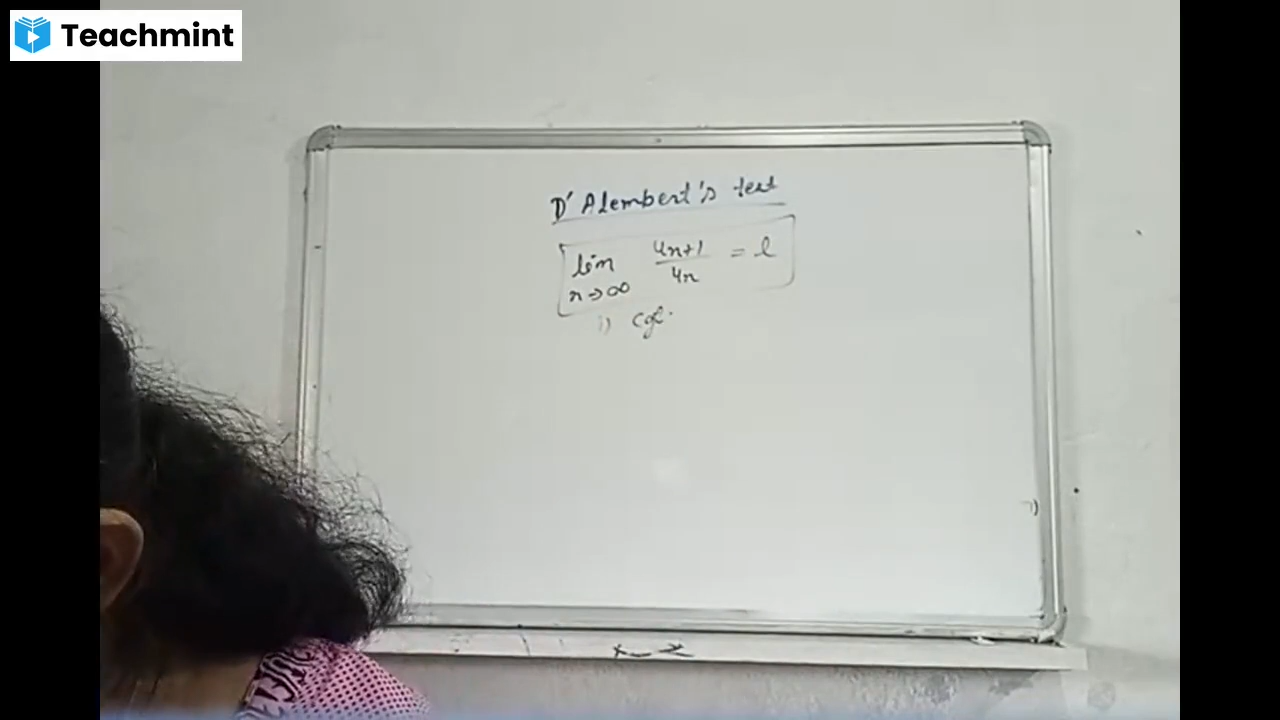 Teachmint
D'Alembert's test
lim un+1 = l
n→∞ un
i) cgt.